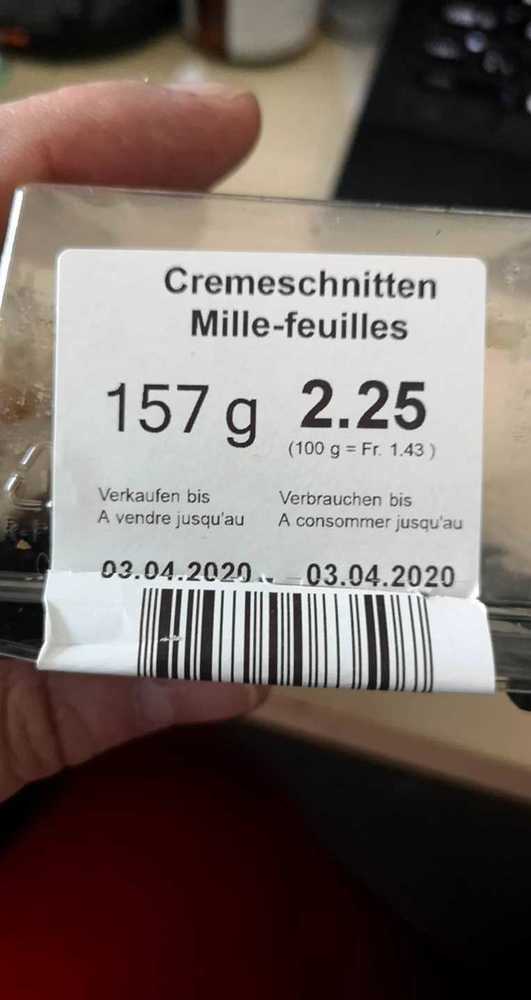 Cremeschnitten
Mille-feuilles
157 g 2.25
(100 g = Fr. 1.43 )
Verkaufen bis Verbrauchen bis
A vendre jusqu'au A consommer jusqu'au
03.04.2020 03.04.2020